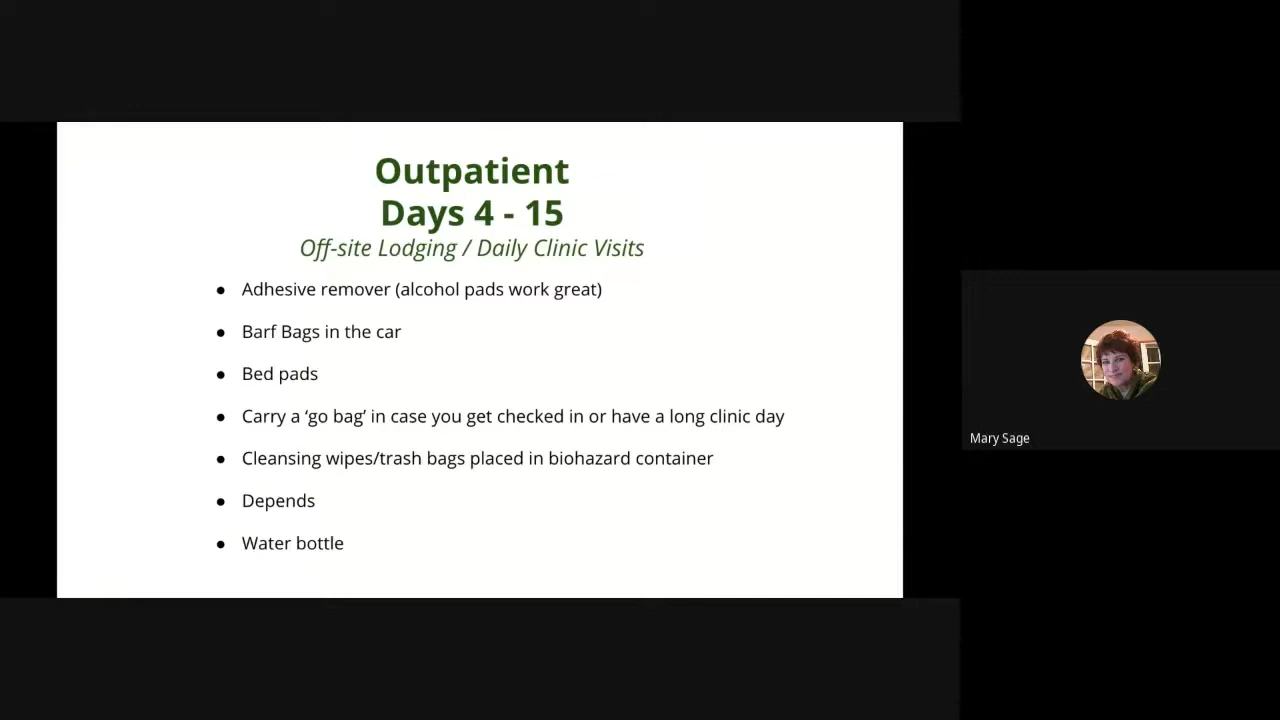 Outpatient
Days 4 - 15
Off-site Lodging / Daily Clinic Visits
● Adhesive remover (alcohol pads work great)
● Barf Bags in the car
● Bed pads
● Carry a ‘go bag’ in case you get checked in or have a long clinic day
● Cleansing wipes/trash bags placed in biohazard container
● Depends
● Water bottle
Mary Sage